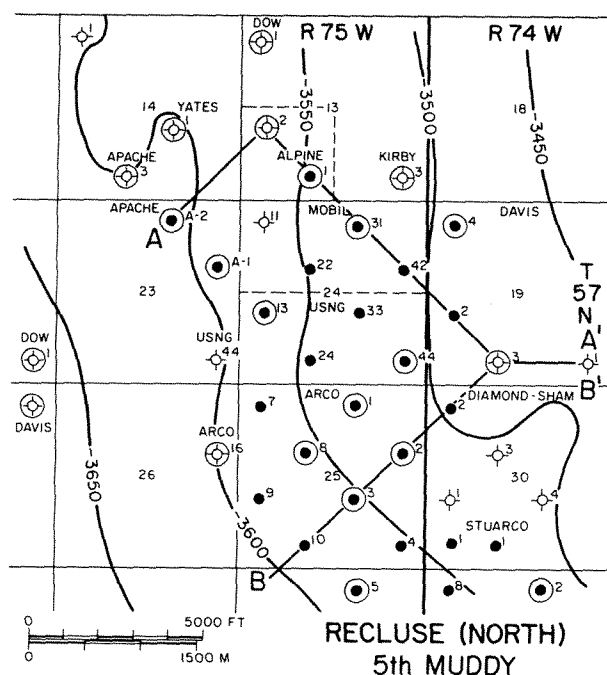 1
DOW
1
R 75 W
R 74 W
14
YATES
1
2
13
-3550
-3500
18
-3450
APACHE
3
ALPINE
1
KIRBY
3
APACHE
A-2
A
11
MOBIL
31
4
DAVIS
A-1
22
42
T
57
N
A'
B'
23
13
24
USNG
33
2
19
DOW
1
USNG
44
24
44
3
1
DAVIS
7
ARCO
1
2
DIAMOND-SHAM
ARCO
16
8
2
3
-3650
26
9
25
3
1
30
4
-3600
STUARCO
B
10
4
1
1
5
8
2
0
5000 FT
0
1500 M
RECLUSE (NORTH)
5th MUDDY